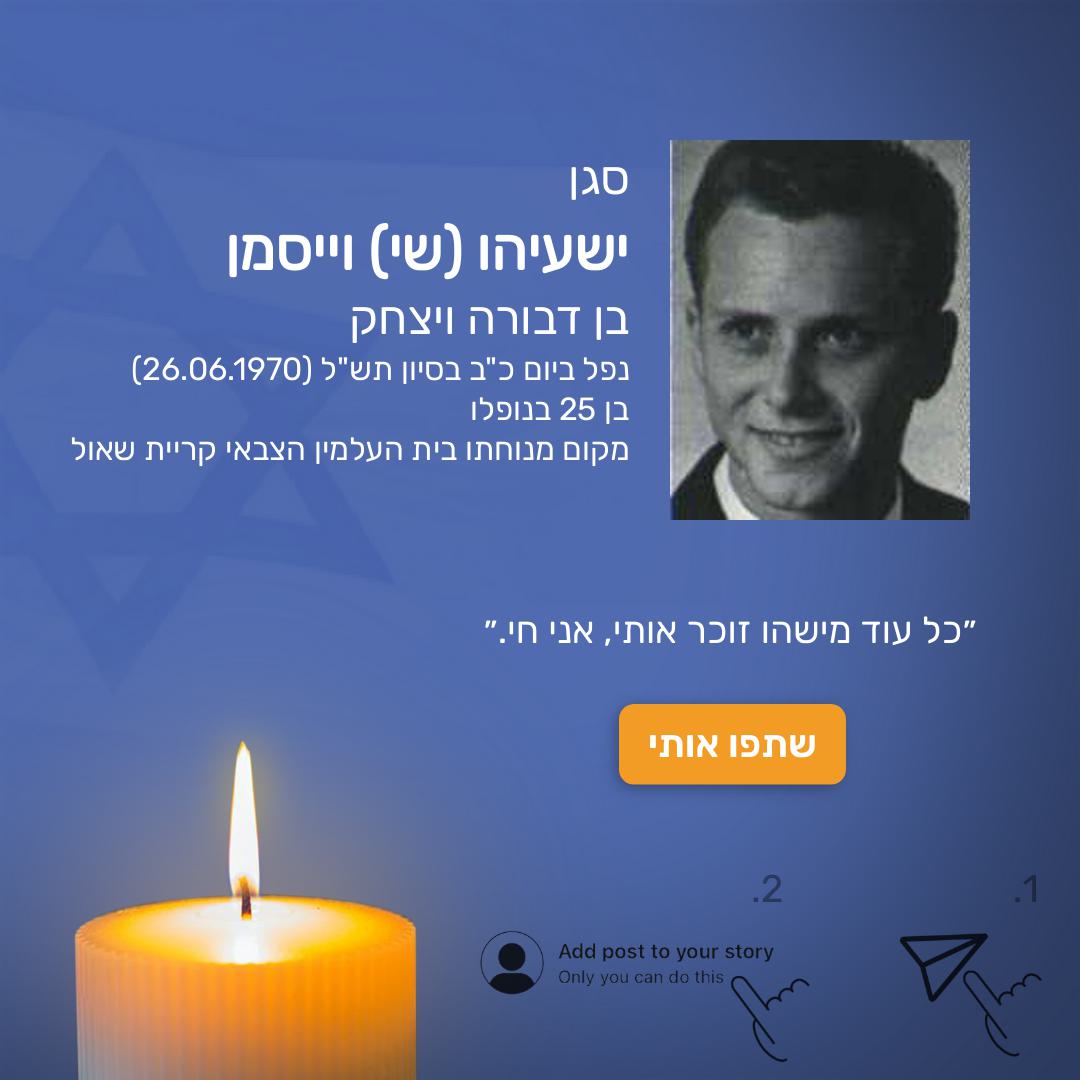 סגן
ישעיהו (שי) וייסמן
בן דבורה ויצחק
נפל ביום כ"ב בסיון תש"ל (26.06.1970)
בן 25 בנופלו
מקום מנוחתו בית העלמין הצבאי קריית שאול
״כל עוד מישהו זוכר אותי, אני חי.״
שתפו אותי
.1
.2
Add post to your story
Only you can do this